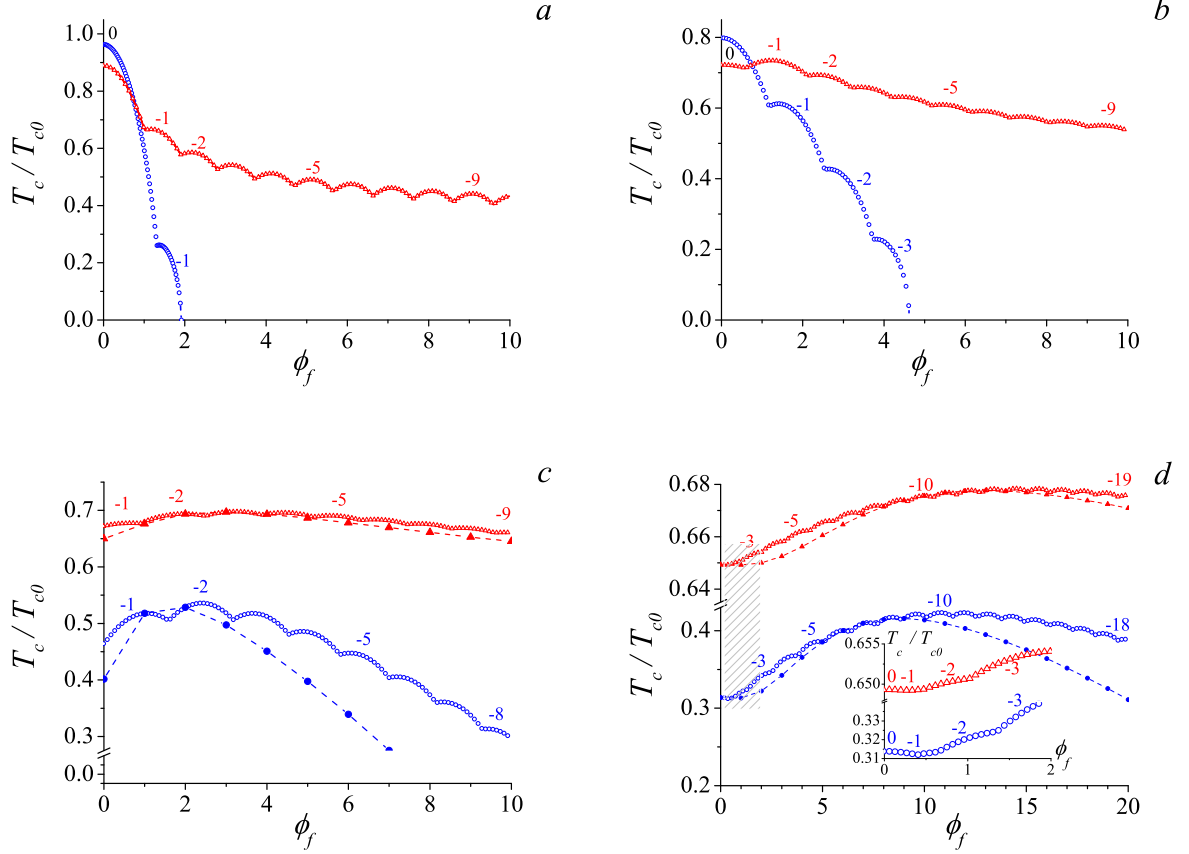 a
1.0
0.8
0.6
0.4
0.2
0.0
T_c / T_c0
0
-1
-2
-5
-9
-1
0 2 4 6 8 10
ϕ_f
b
0.8
0.6
0.4
0.2
0.0
T_c / T_c0
0
-1
-2
-5
-9
-1
-2
-3
0 2 4 6 8 10
ϕ_f
c
0.7
0.6
0.5
0.4
0.3
0.0
T_c / T_c0
-1
-2
-5
-9
-1
-2
-5
-8
0 2 4 6 8 10
ϕ_f
d
0.68
0.66
0.64
0.4
0.3
0.2
T_c / T_c0
-3
-5
-10
-19
-3
-5
-10
-18
0.655
0.650
0.33
0.32
0.31
T_c / T_c0
0 -1 -2 -3
0 -1 -2 -3
0 1 2
ϕ_f
0 5 10 15 20
ϕ_f